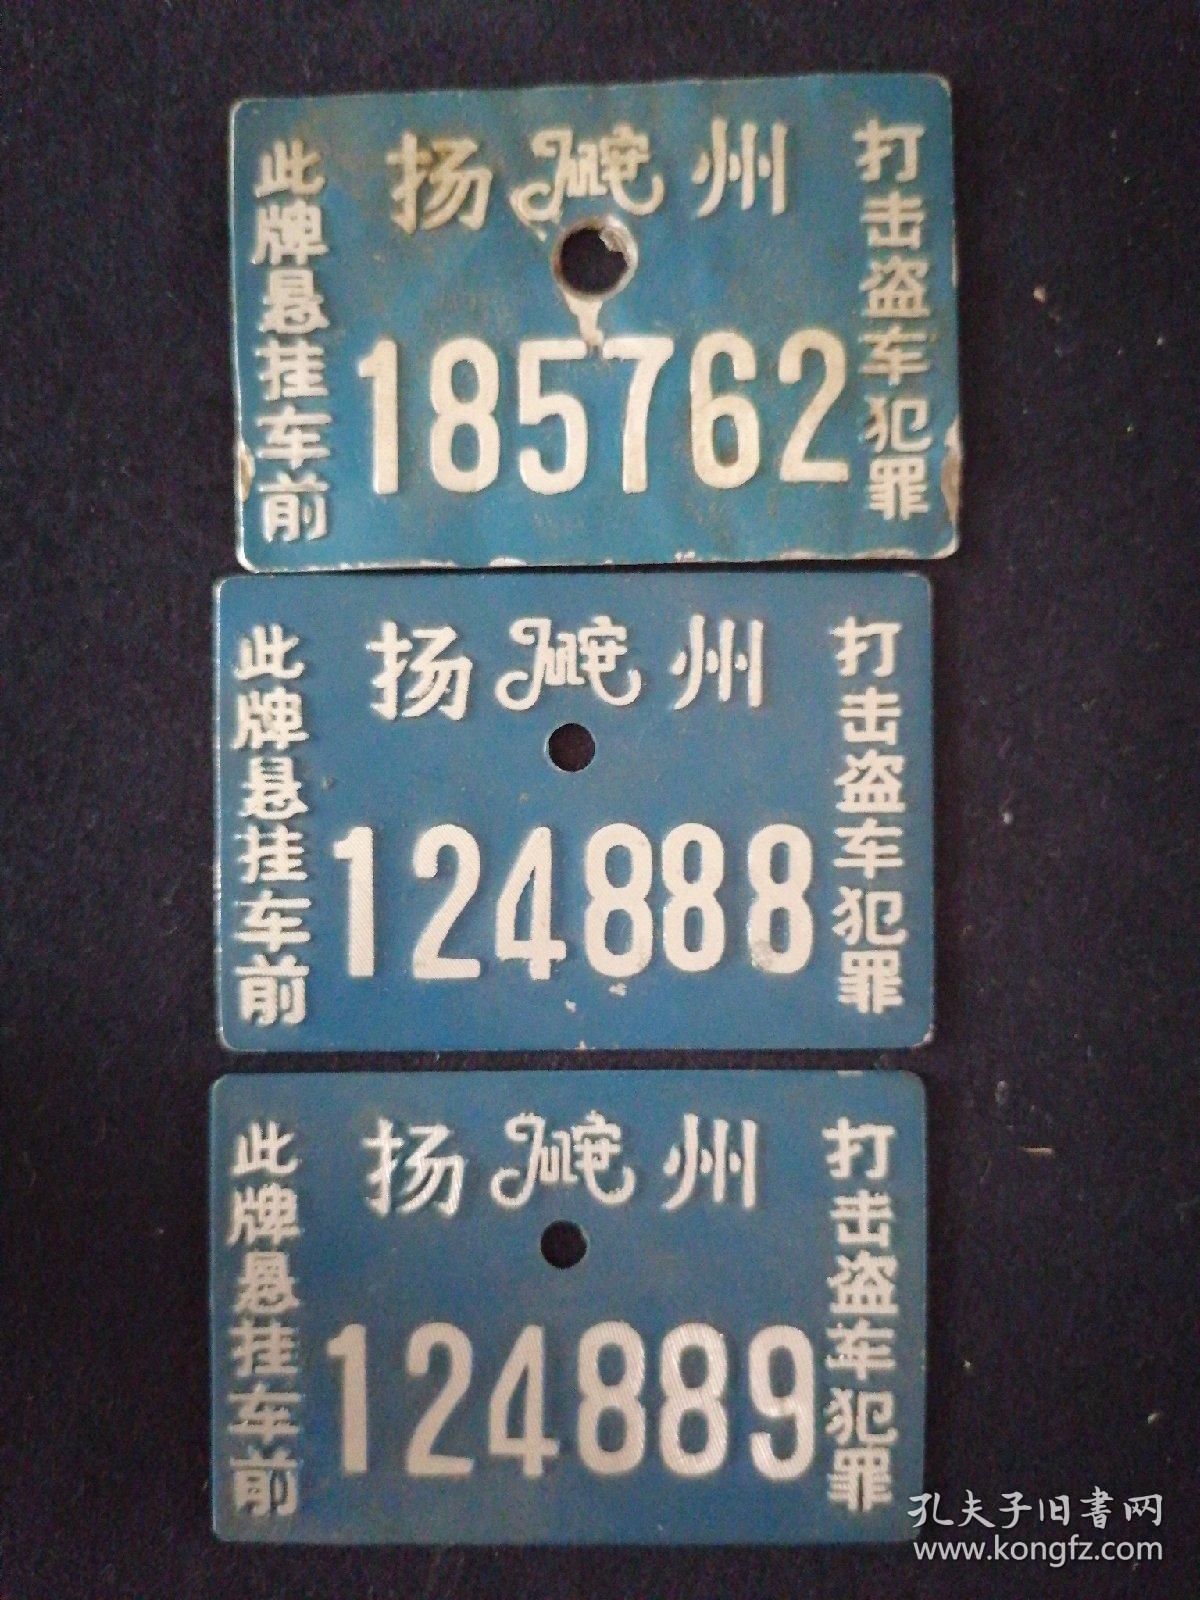 扬 州
185762
此牌悬挂车前
打击盗车犯罪
扬 州
124888
此牌悬挂车前
打击盗车犯罪
扬 州
124889
此牌悬挂车前
打击盗车犯罪
孔夫子旧書网
www.kongfz.com